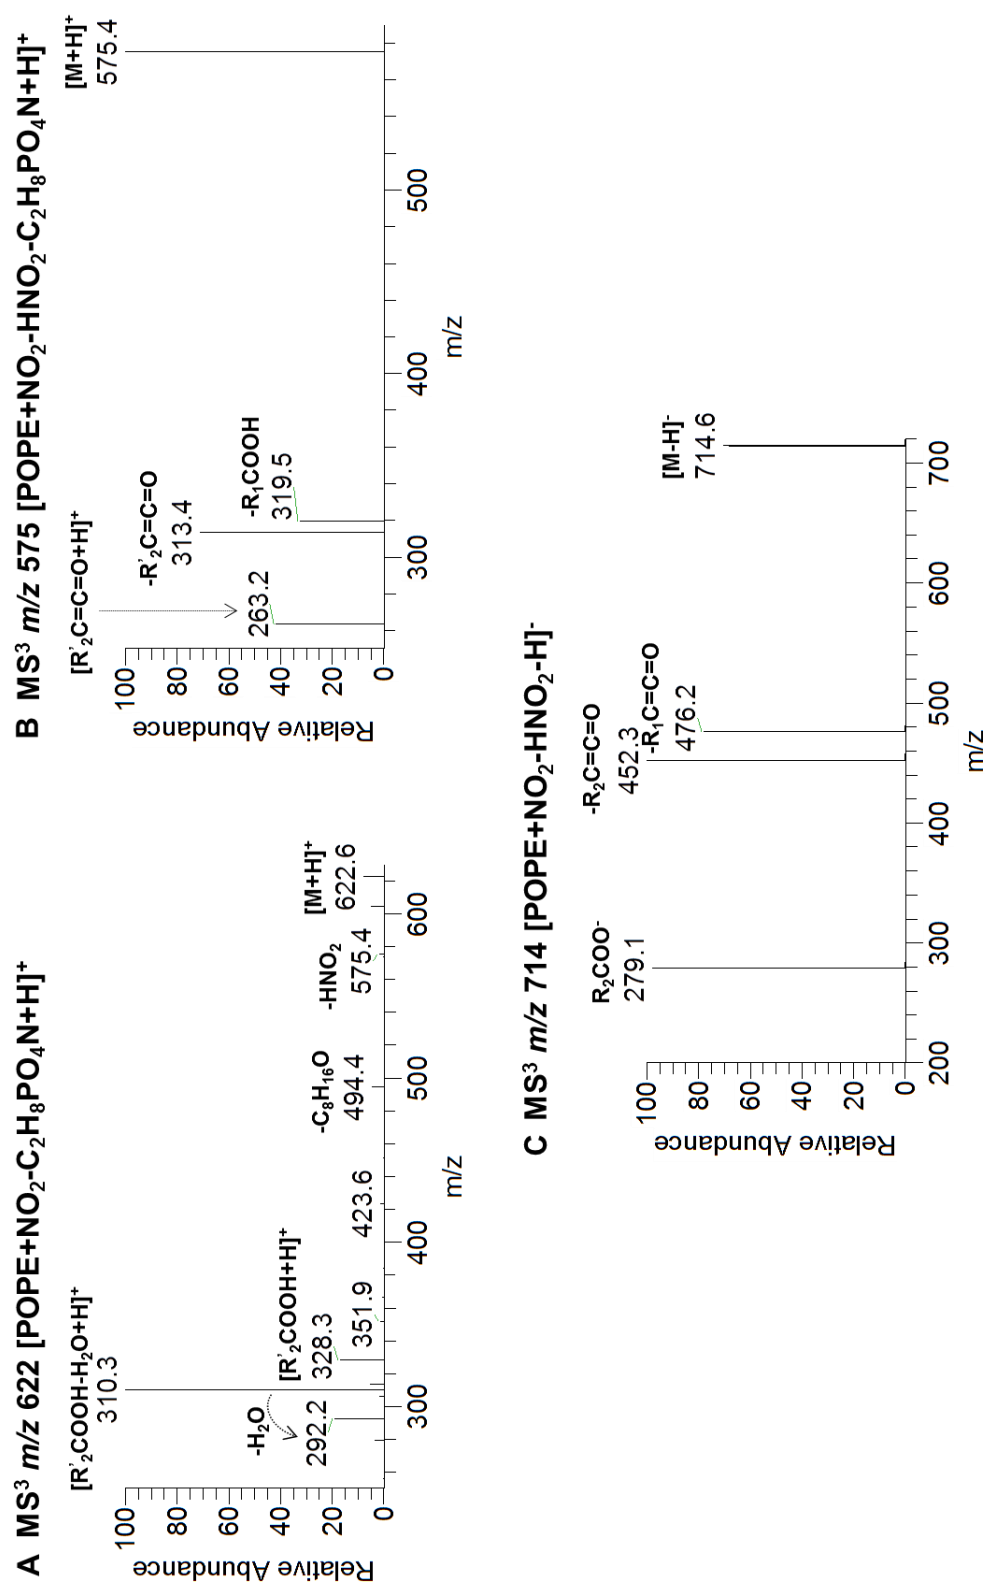 A MS³ m/z 622 [POPE+NO₂-C₂H₈PO₄N+H]⁺
[R'₂COOH-H₂O+H]⁺
310.3
-H₂O
292.2
[R'₂COOH+H]⁺
328.3
351.9
423.6
-C₈H₁₆O
494.4
-HNO₂
575.4
[M+H]⁺
622.6
Relative Abundance
100
80
60
40
20
0
300
400
500
600
m/z
B MS³ m/z 575 [POPE+NO₂-HNO₂-C₂H₈PO₄N+H]⁺
[R'₂C=C=O+H]⁺
263.2
-R'₂C=C=O
313.4
-R₁COOH
319.5
[M+H]⁺
575.4
Relative Abundance
100
80
60
40
20
0
300
400
500
m/z
C MS³ m/z 714 [POPE+NO₂-HNO₂-H]⁻
R₂COO⁻
279.1
-R₂C=C=O
452.3
-R₁C=C=O
476.2
[M-H]⁻
714.6
Relative Abundance
100
80
60
40
20
0
200
300
400
500
600
700
m/z